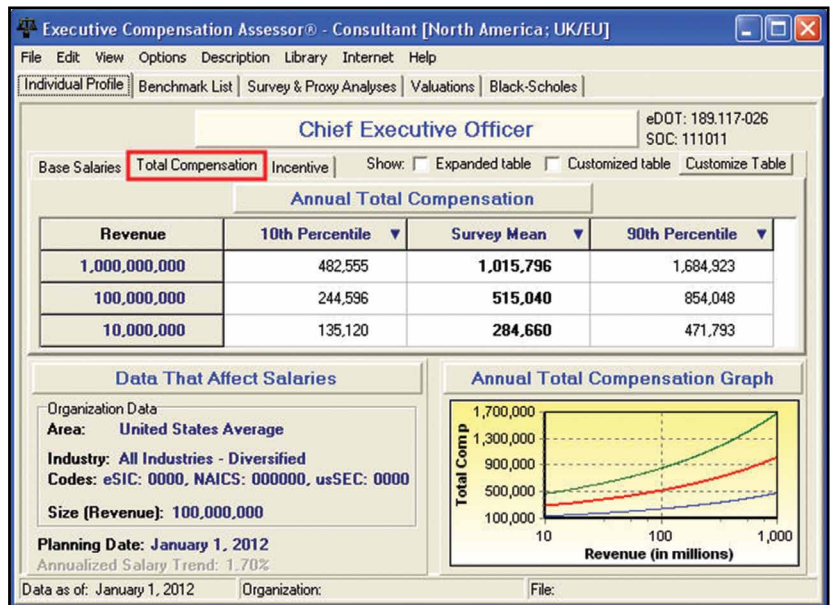 Executive Compensation Assessor® - Consultant [North America; UK/EU]
File Edit View Options Description Library Internet Help
Individual Profile Benchmark List Survey & Proxy Analyses Valuations Black-Scholes
Chief Executive Officer
eDOT: 189.117-026
SOC: 111011
Base Salaries Total Compensation Incentive Show: Expanded table Customized table Customize Table
Annual Total Compensation
Revenue 10th Percentile Survey Mean 90th Percentile
1,000,000,000 482,555 1,015,796 1,684,923
100,000,000 244,596 515,040 854,048
10,000,000 135,120 284,660 471,793
Data That Affect Salaries
Organization Data
Area: United States Average
Industry: All Industries - Diversified
Codes: eSIC: 0000, NAICS: 000000, usSEC: 0000
Size (Revenue): 100,000,000
Planning Date: January 1, 2012
Annualized Salary Trend: 1.70%
Annual Total Compensation Graph
Total Comp
1,700,000
1,300,000
900,000
500,000
100,000
10 100 1,000
Revenue (in millions)
Data as of: January 1, 2012 Organization: File: